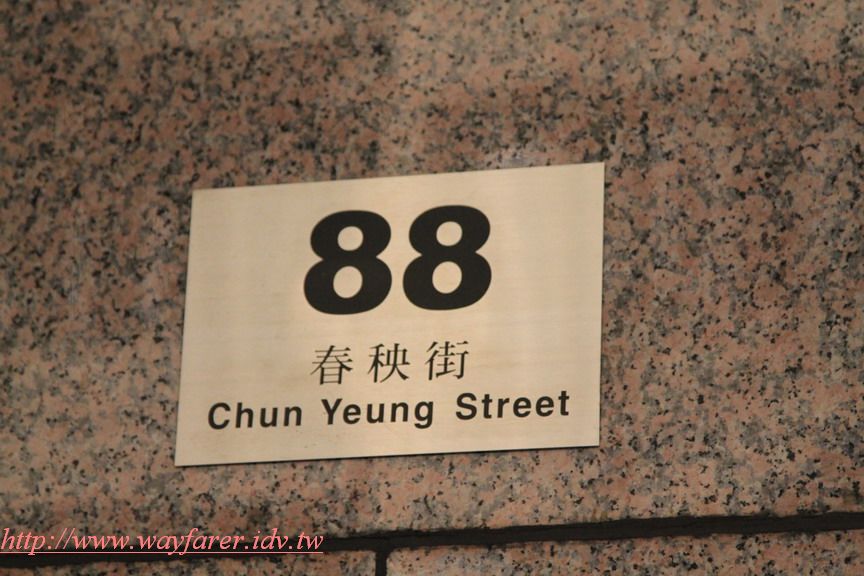 88
春秧街
Chun Yeung Street
http://www.wayfarer.idv.tw